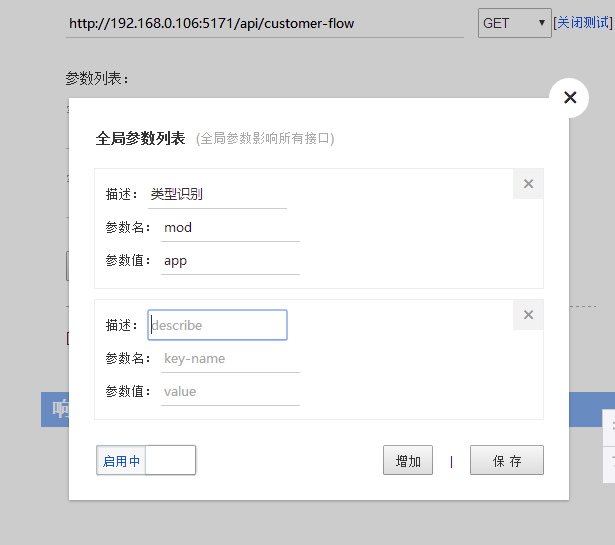 http://192.168.0.106:5171/api/customer-flow GET [关闭测试]
参数列表：
全局参数列表 (全局参数影响所有接口)
描述： 类型识别
参数名： mod
参数值： app
描述： describe
参数名： key-name
参数值： value
响
启用中 增加 | 保存